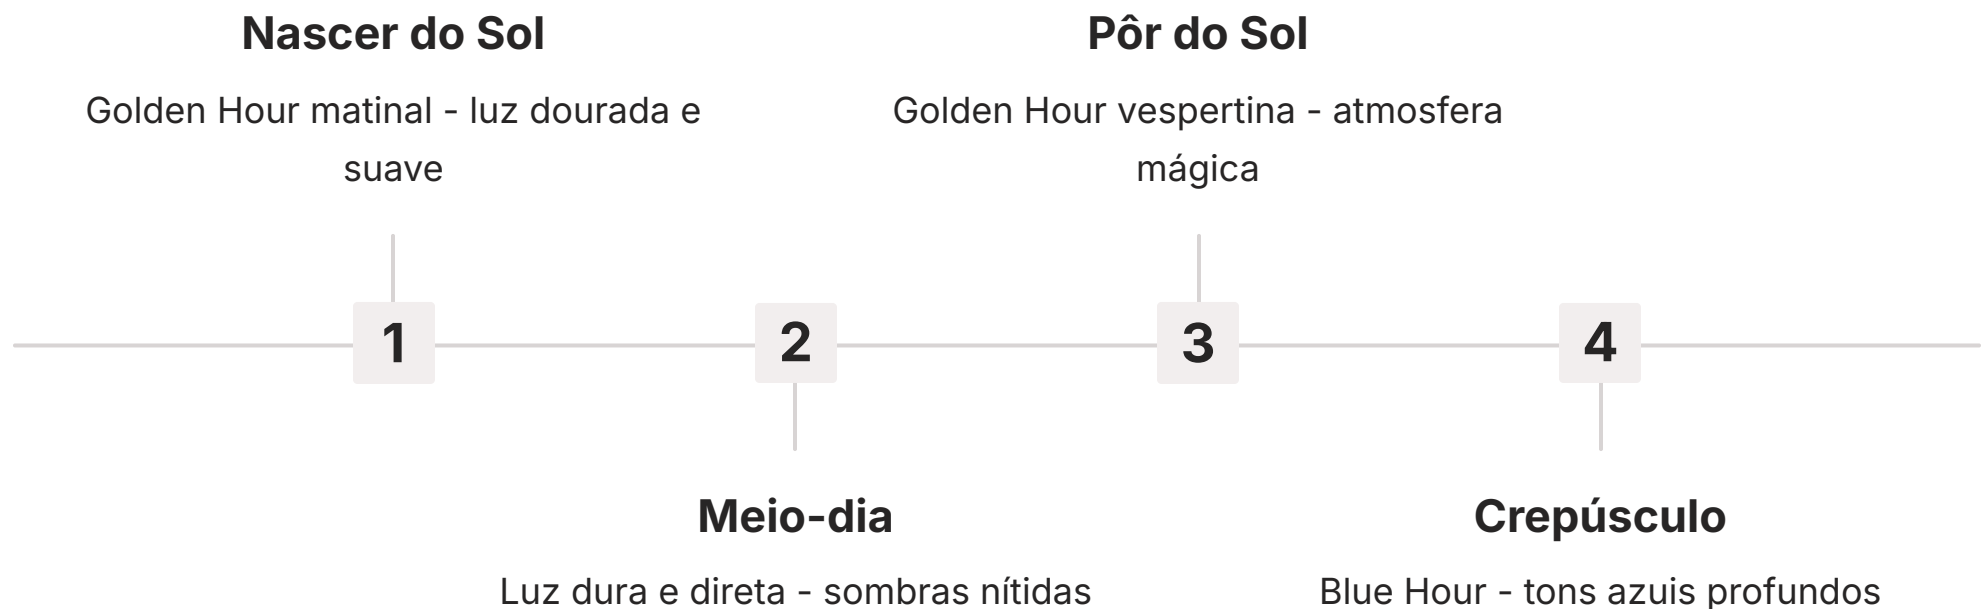 Nascer do Sol
Golden Hour matinal - luz dourada e
suave
1
2
Meio-dia
Luz dura e direta - sombras nítidas
Pôr do Sol
Golden Hour vespertina - atmosfera
mágica
3
4
Crepúsculo
Blue Hour - tons azuis profundos